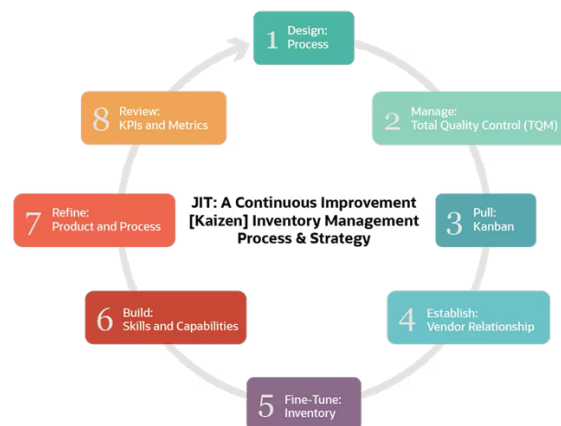 1 Design:
Process
2 Manage:
Total Quality Control (TQM)
3 Pull:
Kanban
4 Establish:
Vendor Relationship
5 Fine-Tune:
Inventory
6 Build:
Skills and Capabilities
7 Refine:
Product and Process
8 Review:
KPIs and Metrics
JIT: A Continuous Improvement
[Kaizen] Inventory Management
Process & Strategy